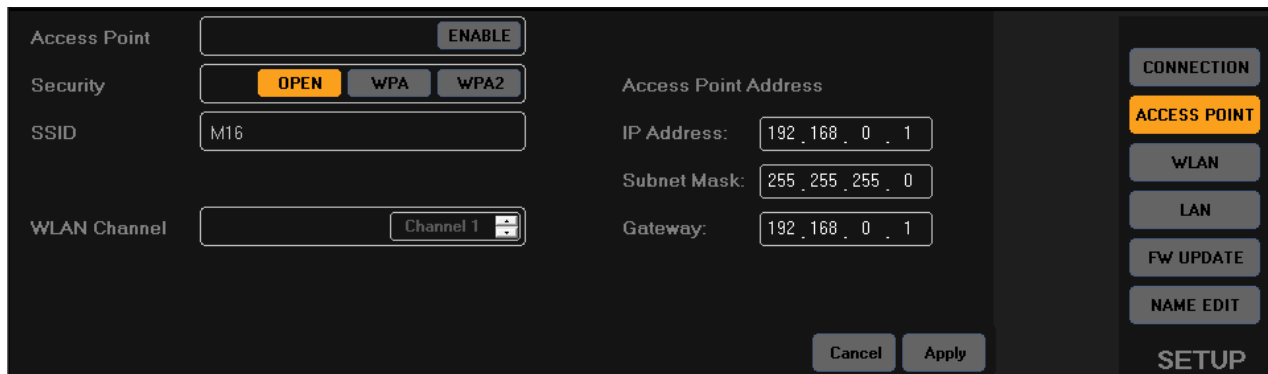 Access Point
ENABLE
Security
OPEN
WPA
WPA2
SSID
M16
WLAN Channel
Channel 1
Access Point Address
IP Address:
192 . 168 . 0 . 1
Subnet Mask:
255 . 255 . 255 . 0
Gateway:
192 . 168 . 0 . 1
Cancel
Apply
CONNECTION
ACCESS POINT
WLAN
LAN
FW UPDATE
NAME EDIT
SETUP